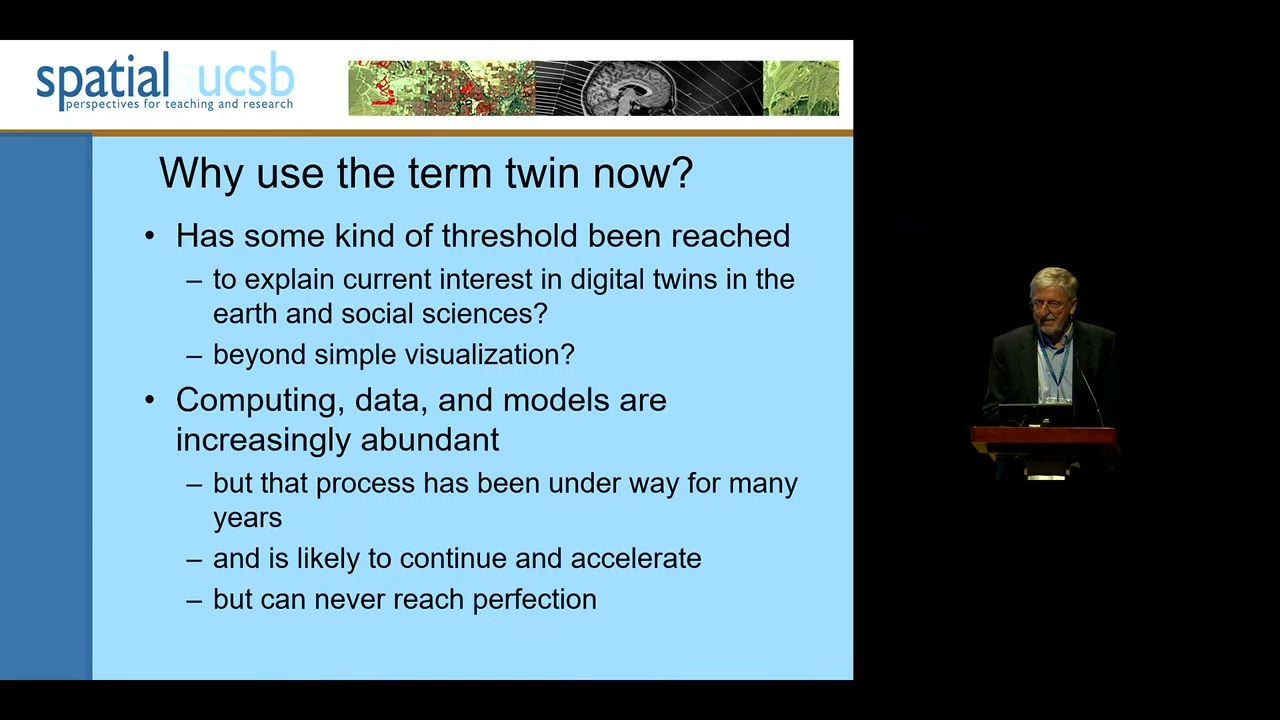 spatial@ucsb
perspectives for teaching and research
Why use the term twin now?
• Has some kind of threshold been reached
– to explain current interest in digital twins in the
earth and social sciences?
– beyond simple visualization?
• Computing, data, and models are
increasingly abundant
– but that process has been under way for many
years
– and is likely to continue and accelerate
– but can never reach perfection